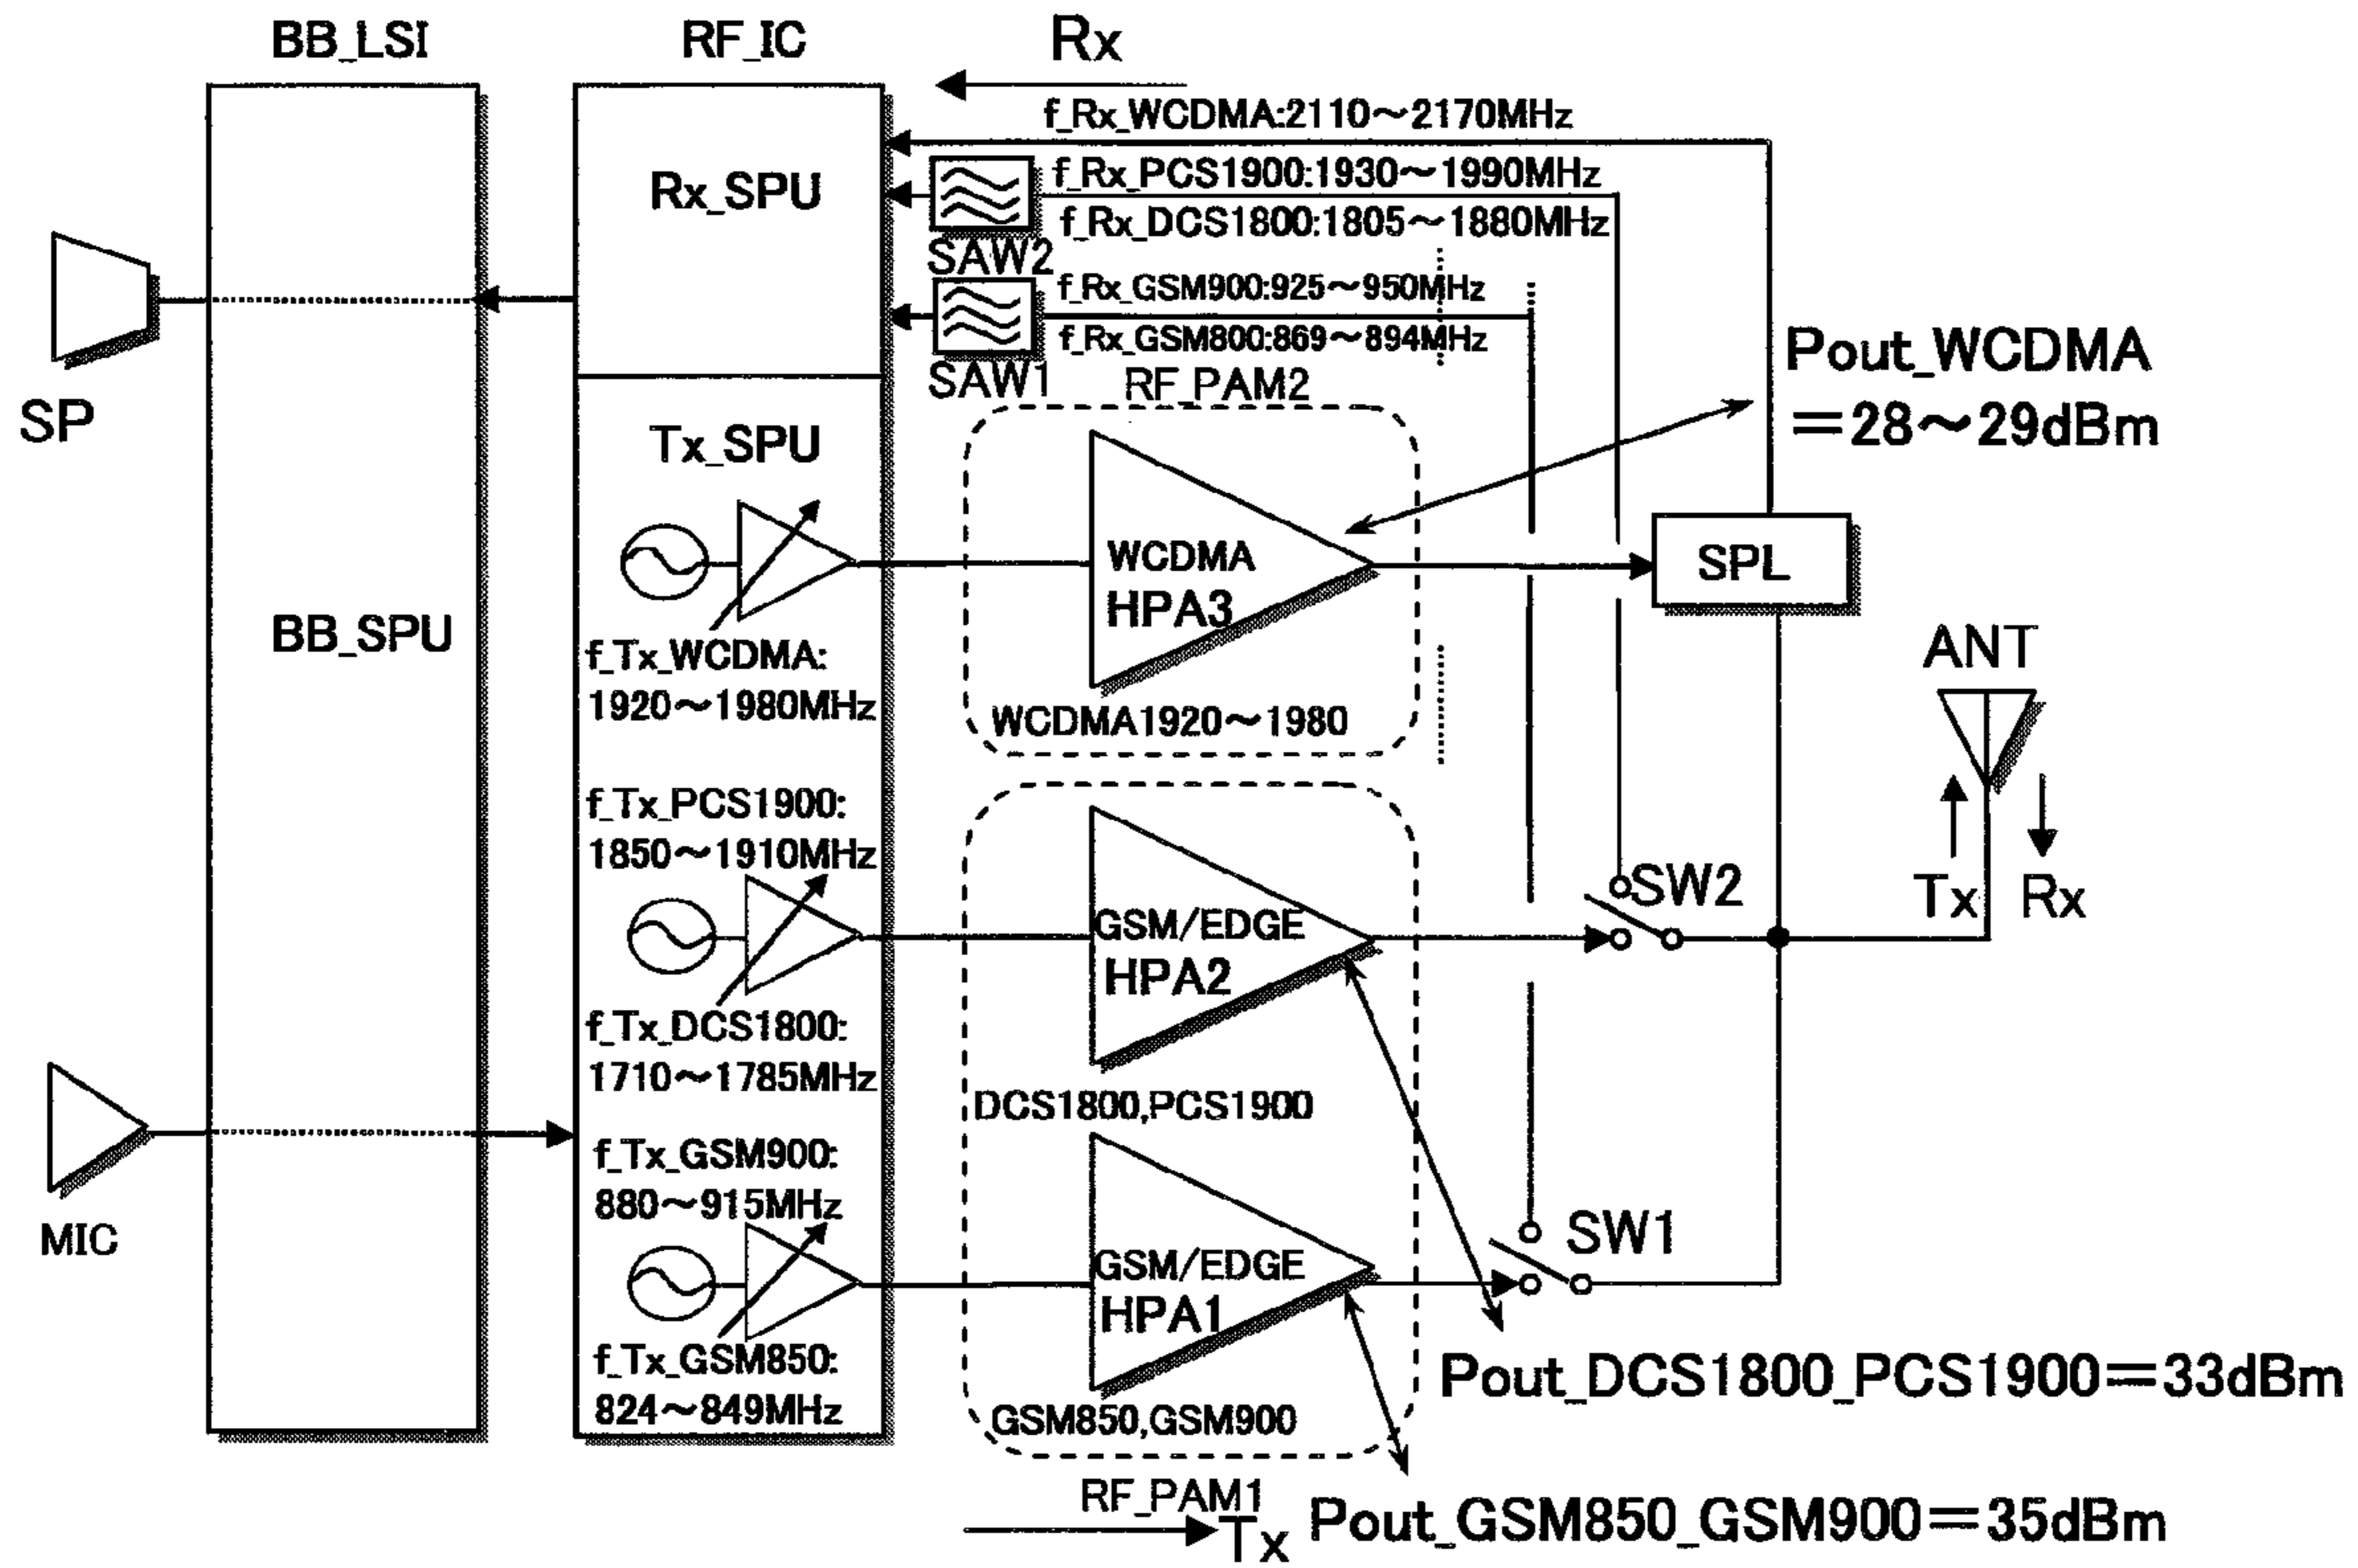 BB_LSI
RF_IC
Rx
f_Rx_WCDMA:2110～2170MHz
Rx_SPU
f_Rx_PCS1900:1930～1990MHz
f_Rx_DCS1800:1805～1880MHz
SAW2
f_Rx_GSM900:925～950MHz
f_Rx_GSM800:869～894MHz
SAW1
RF_PAM2
Pout_WCDMA
＝28～29dBm
SP
Tx_SPU
WCDMA
HPA3
SPL
BB_SPU
f_Tx_WCDMA:
1920～1980MHz
WCDMA1920～1980
ANT
f_Tx_PCS1900:
1850～1910MHz
SW2
Tx
Rx
GSM/EDGE
HPA2
f_Tx_DCS1800:
1710～1785MHz
DCS1800,PCS1900
f_Tx_GSM900:
880～915MHz
MIC
SW1
GSM/EDGE
HPA1
f_Tx_GSM850:
824～849MHz
Pout_DCS1800_PCS1900＝33dBm
GSM850,GSM900
RF_PAM1
Tx
Pout_GSM850_GSM900＝35dBm